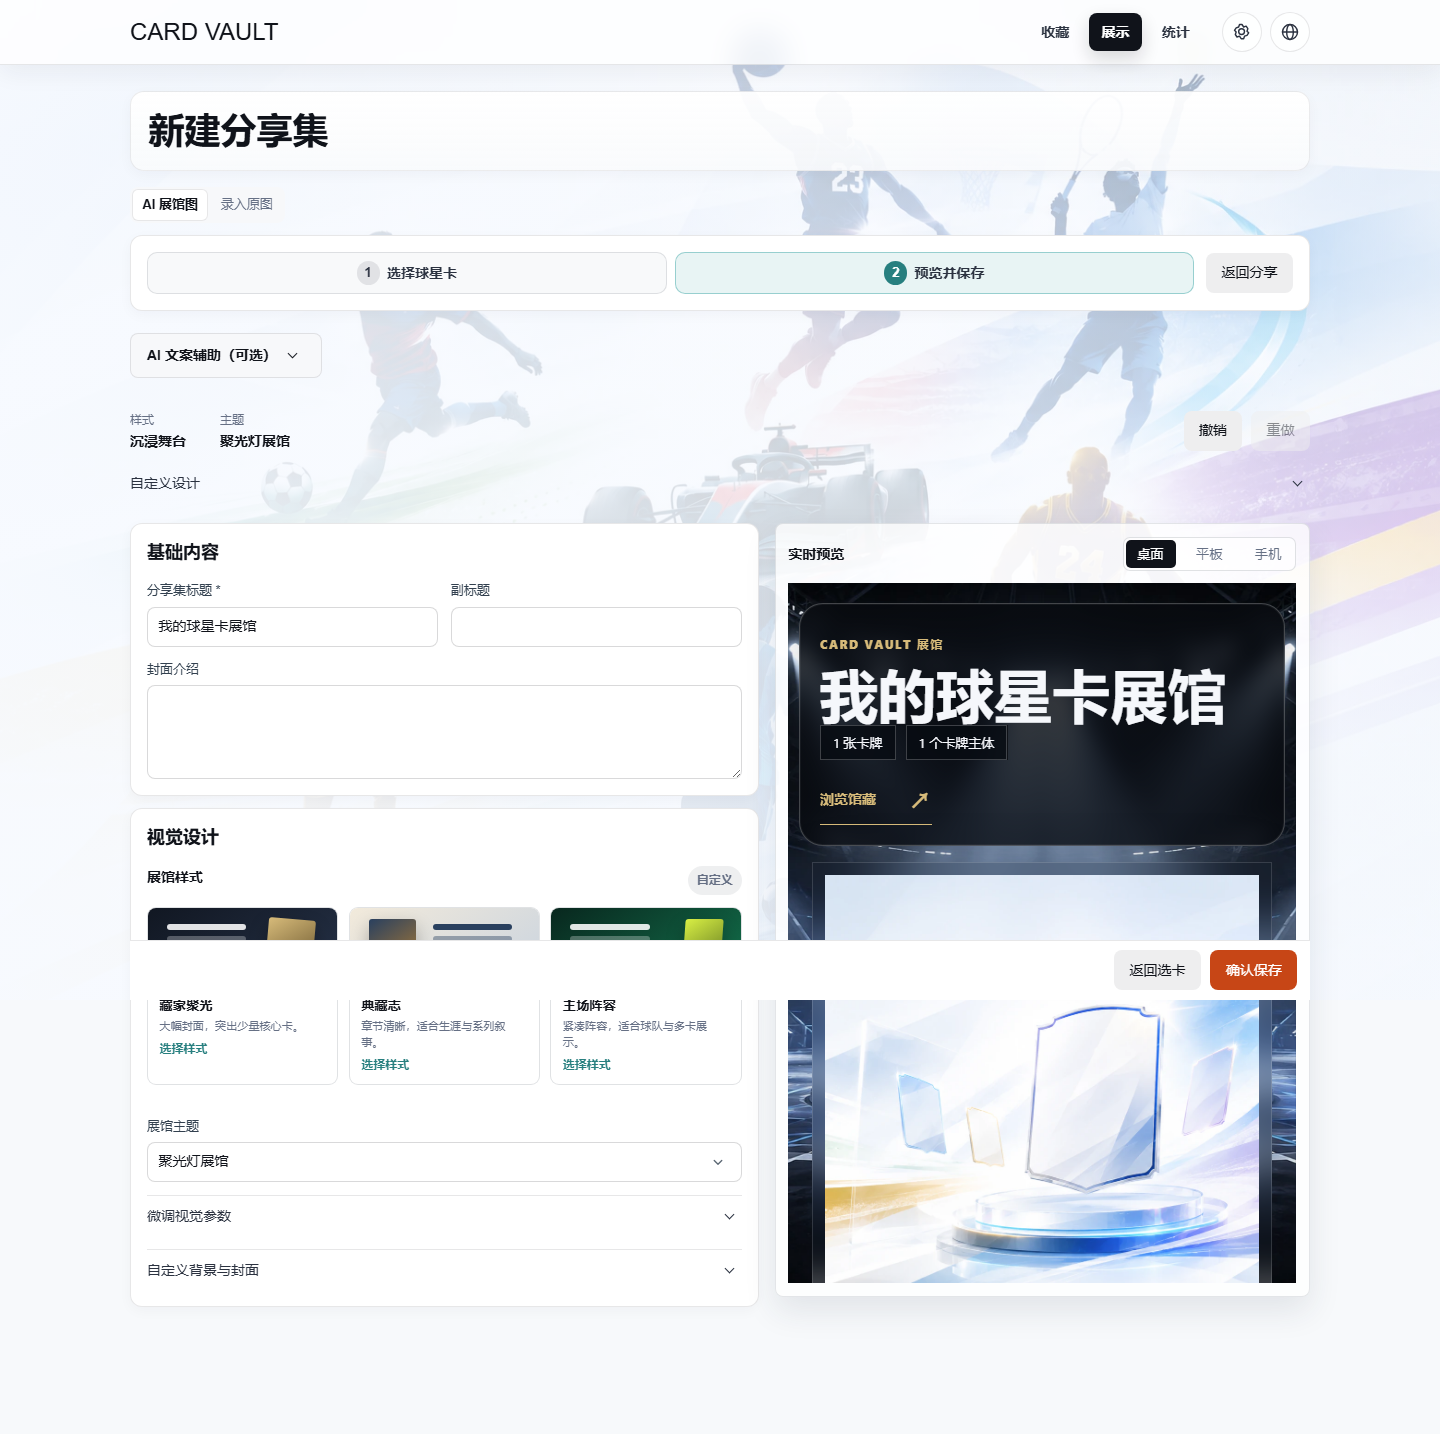 CARD VAULT
收藏
展示
统计
新建分享集
AI 展馆图
录入原图
1 选择球星卡
2 预览并保存
返回分享
AI 文案辅助（可选）
样式
主题
沉浸舞台
聚光灯展馆
撤销
重做
自定义设计
基础内容
分享集标题 *
副标题
我的球星卡展馆
封面介绍
视觉设计
展馆样式
自定义
藏家聚光
大幅封面，突出少量核心卡。
选择样式
典藏志
章节清晰，适合生涯与系列叙
事。
选择样式
主场阵容
紧凑阵容，适合球队与多卡展
示。
选择样式
展馆主题
聚光灯展馆
微调视觉参数
自定义背景与封面
实时预览
桌面
平板
手机
CARD VAULT 展馆
我的球星卡展馆
1 张卡牌
1 个卡牌主体
浏览馆藏
返回选卡
确认保存
23
24